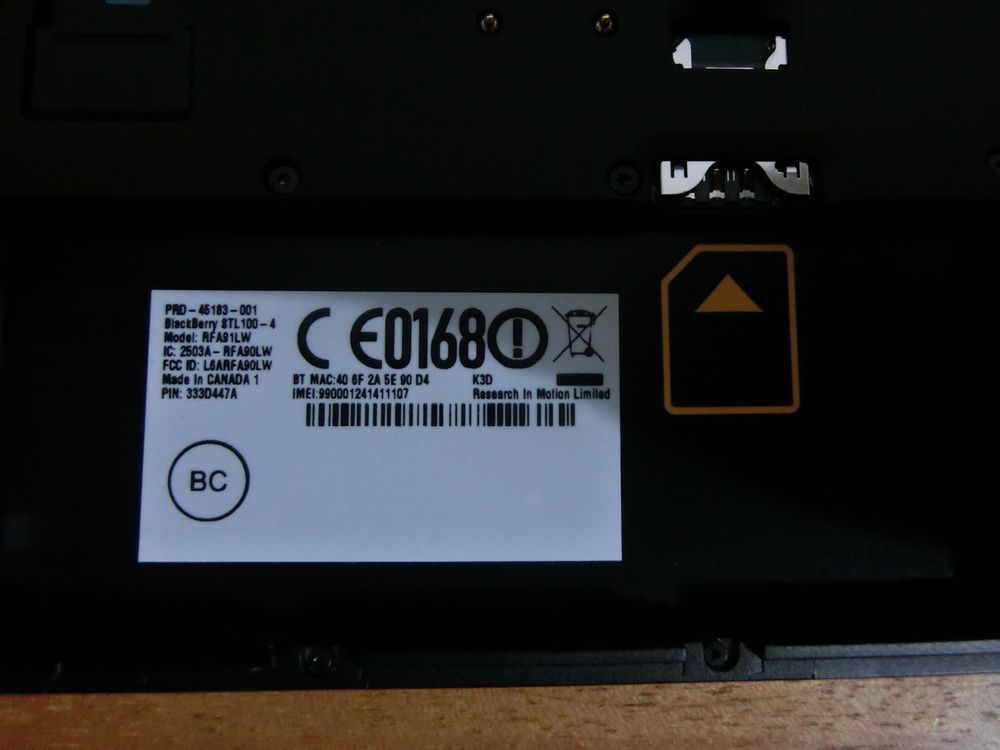 PRD-45183-001
BlackBerry STL100-4
Model: RFA91LW
IC: 2503A-RFA90LW
FCC ID: L6ARFA90LW
Made in CANADA 1
PIN: 333D447A
CE0168
BT MAC:40 6F 2A 5E 90 D4 K3D
IMEI:990001241411107 Research In Motion Limited
BC